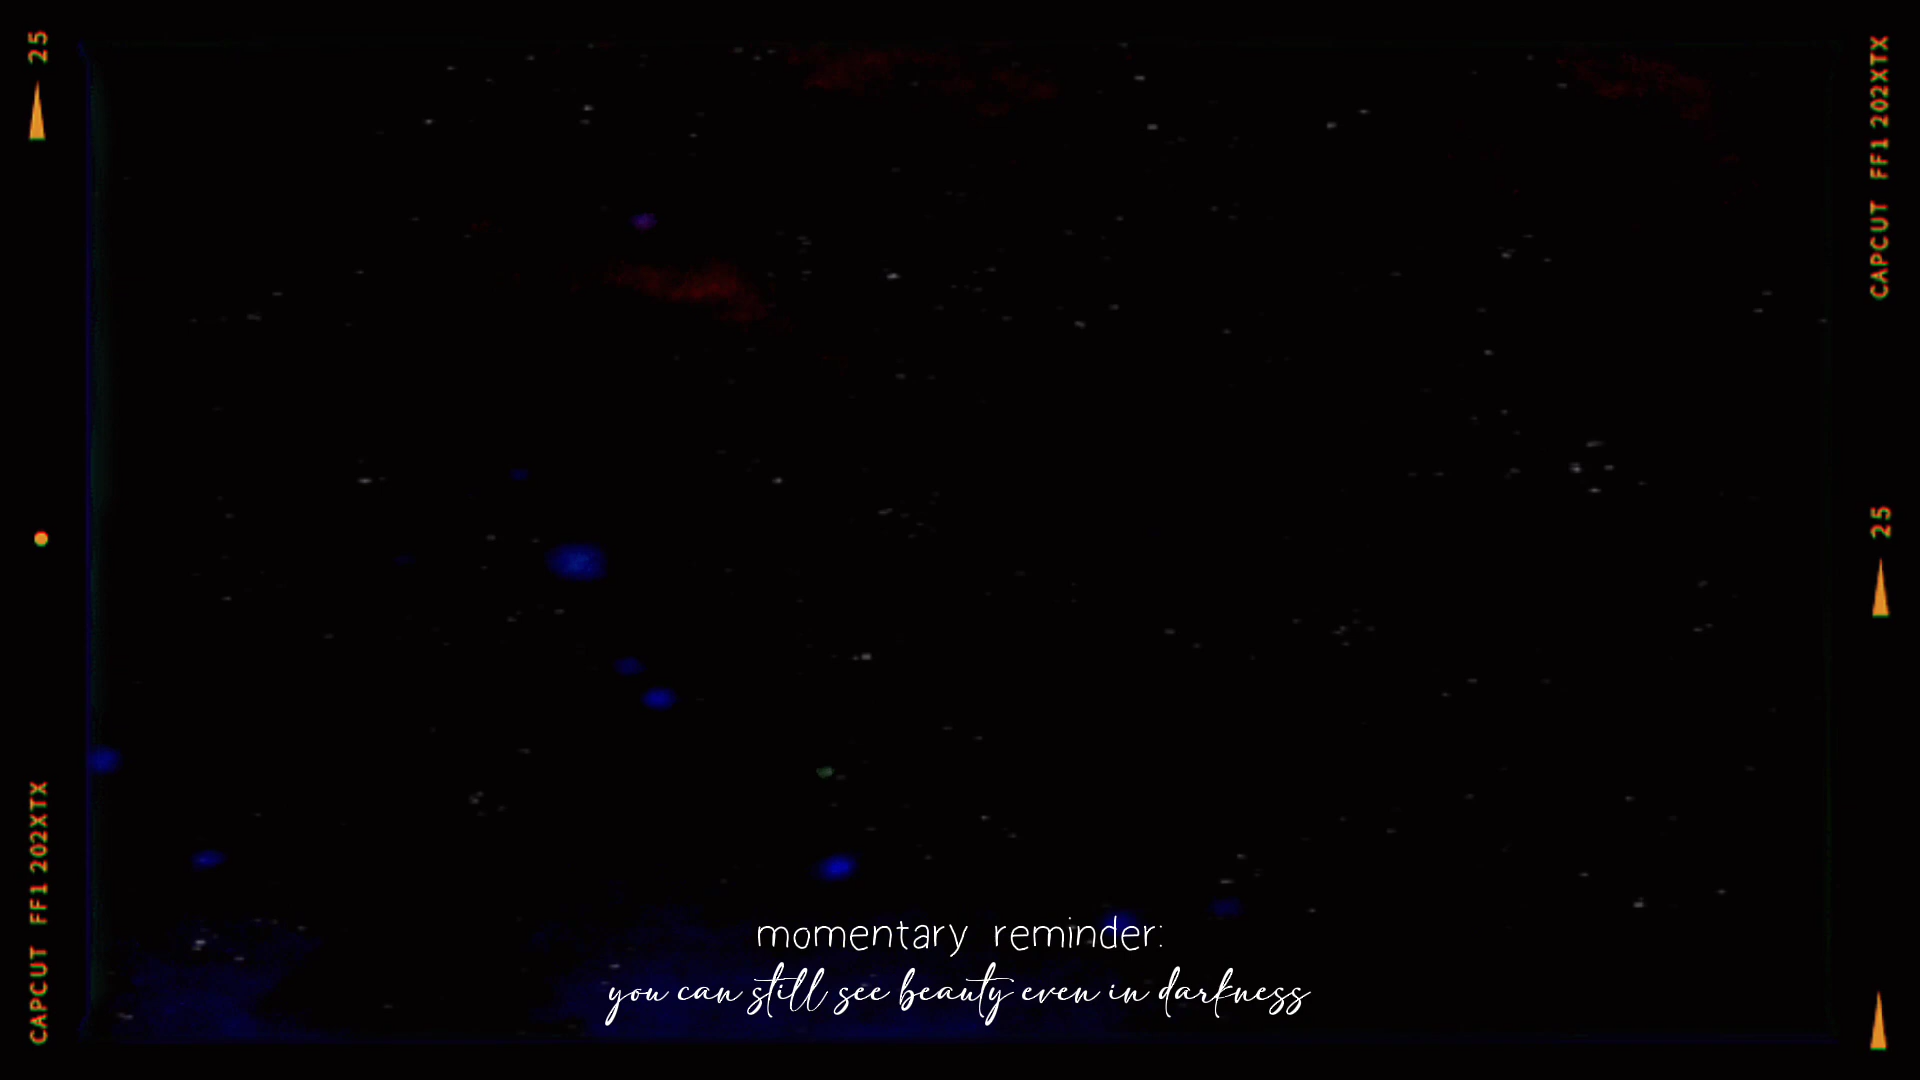 25
CAPCUT FF1 202XTX
CAPCUT FF1 202XTX
25
momentary reminder:
you can still see beauty even in darkness